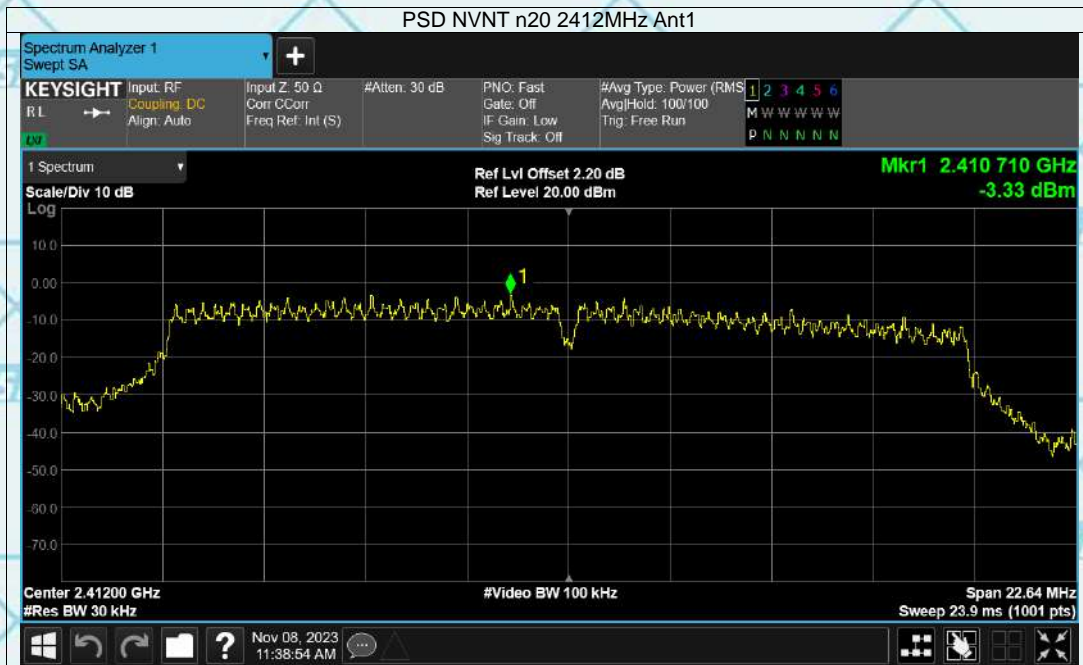 PSD NVNT n20 2412MHz Ant1
Spectrum Analyzer 1
Swept SA
+
KEYSIGHT
Input: RF
Coupling: DC
Align: Auto
R L
LXI
Input Z: 50 Ω
Corr CCorr
Freq Ref: Int (S)
#Atten: 30 dB
PNO: Fast
Gate: Off
IF Gain: Low
Sig Track: Off
#Avg Type: Power (RMS
Avg|Hold: 100/100
Trig: Free Run
1 2 3 4 5 6
M W W W W W
P N N N N N
1 Spectrum
Scale/Div 10 dB
Log
Ref Lvl Offset 2.20 dB
Ref Level 20.00 dBm
Mkr1 2.410 710 GHz
-3.33 dBm
1
10.0
0.00
-10.0
-20.0
-30.0
-40.0
-50.0
-60.0
-70.0
Center 2.41200 GHz
#Res BW 30 kHz
#Video BW 100 kHz
Span 22.64 MHz
Sweep 23.9 ms (1001 pts)
?
Nov 08, 2023
11:38:54 AM